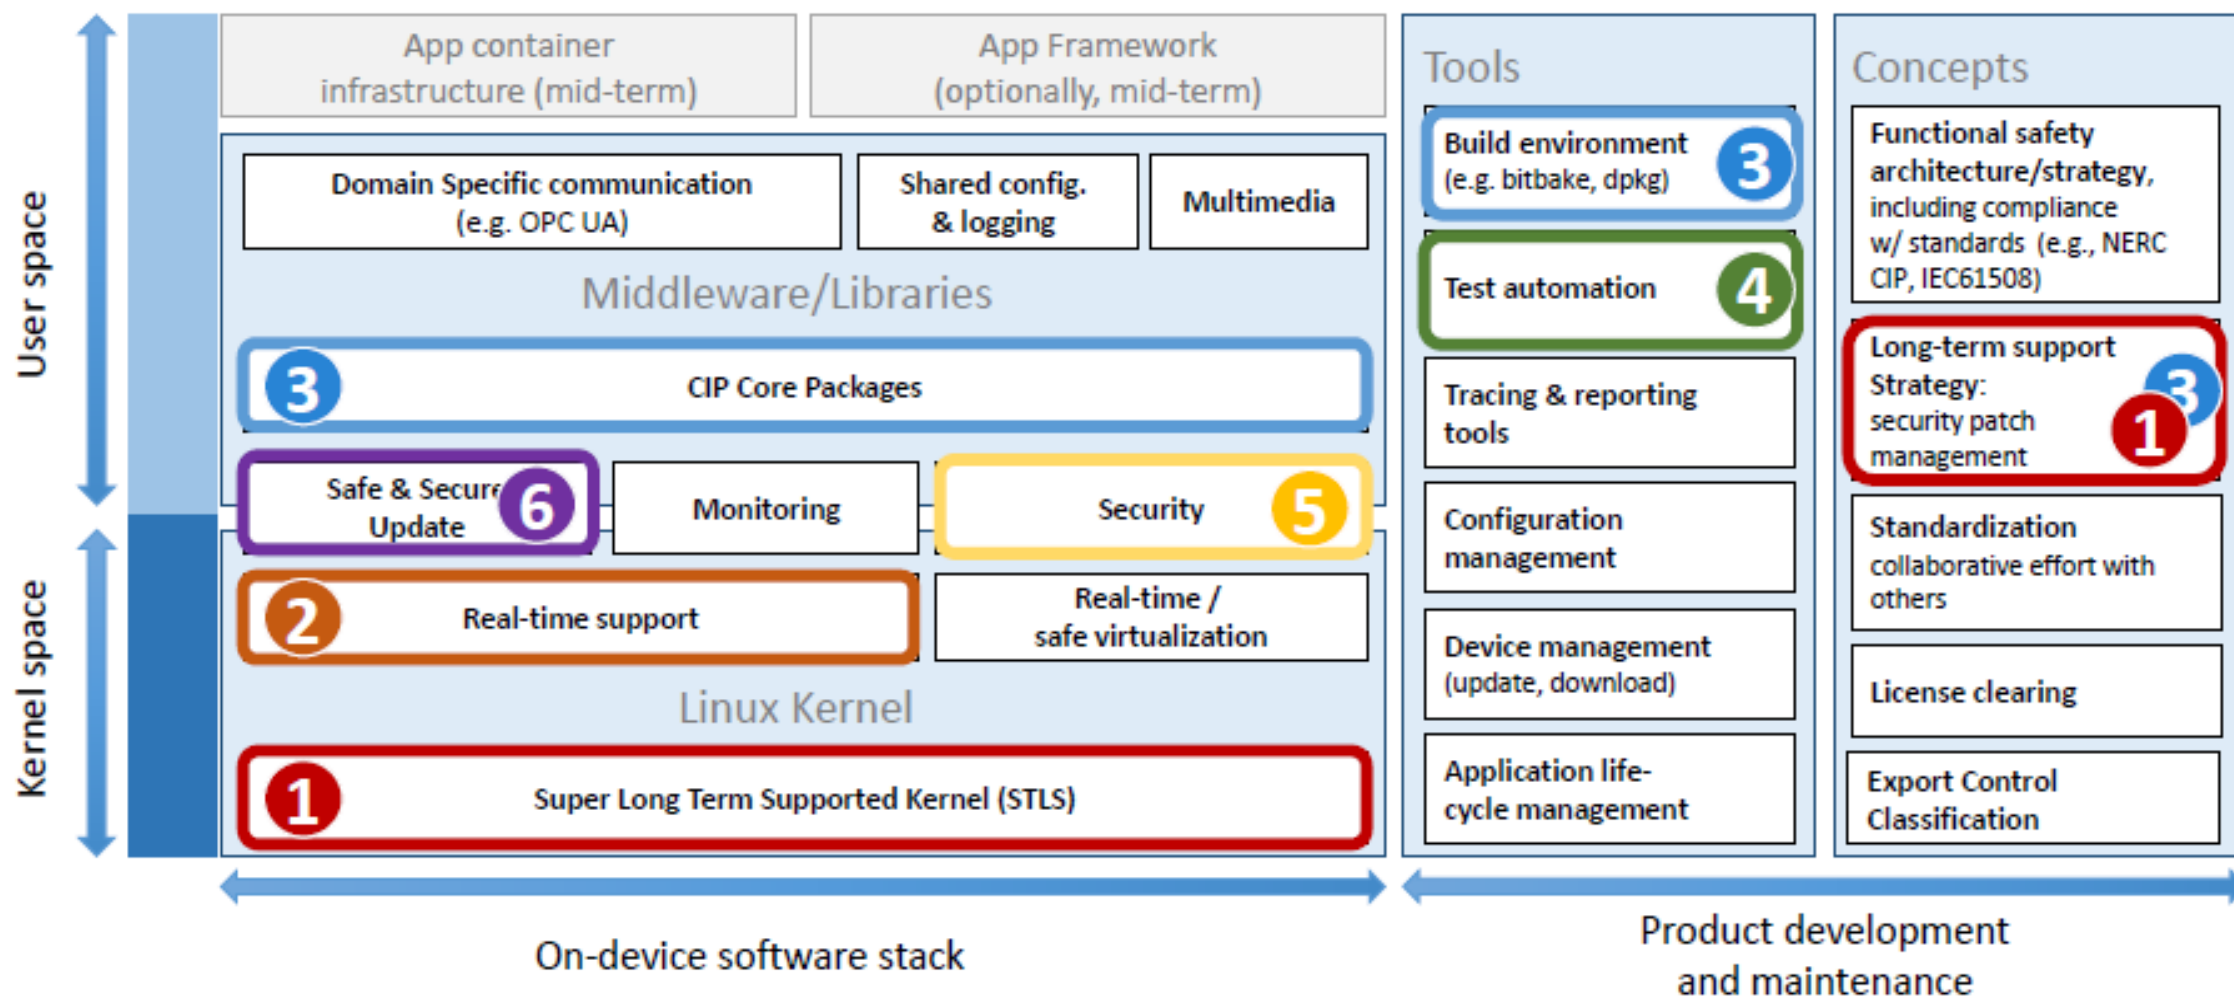 App container
infrastructure (mid-term)
App Framework
(optionally, mid-term)
User space
Domain Specific communication
(e.g. OPC UA)
Shared config.
& logging
Multimedia
Middleware/Libraries
3
CIP Core Packages
Safe & Secure
Update
6
Monitoring
Security
5
Kernel space
2
Real-time support
Real-time /
safe virtualization
Linux Kernel
1
Super Long Term Supported Kernel (STLS)
On-device software stack
Tools
Build environment
(e.g. bitbake, dpkg)
3
Test automation
4
Tracing & reporting
tools
Configuration
management
Device management
(update, download)
Application life-
cycle management
Concepts
Functional safety
architecture/strategy,
including compliance
w/ standards (e.g., NERC
CIP, IEC61508)
Long-term support
Strategy:
security patch
management
3
1
Standardization
collaborative effort with
others
License clearing
Export Control
Classification
Product development
and maintenance